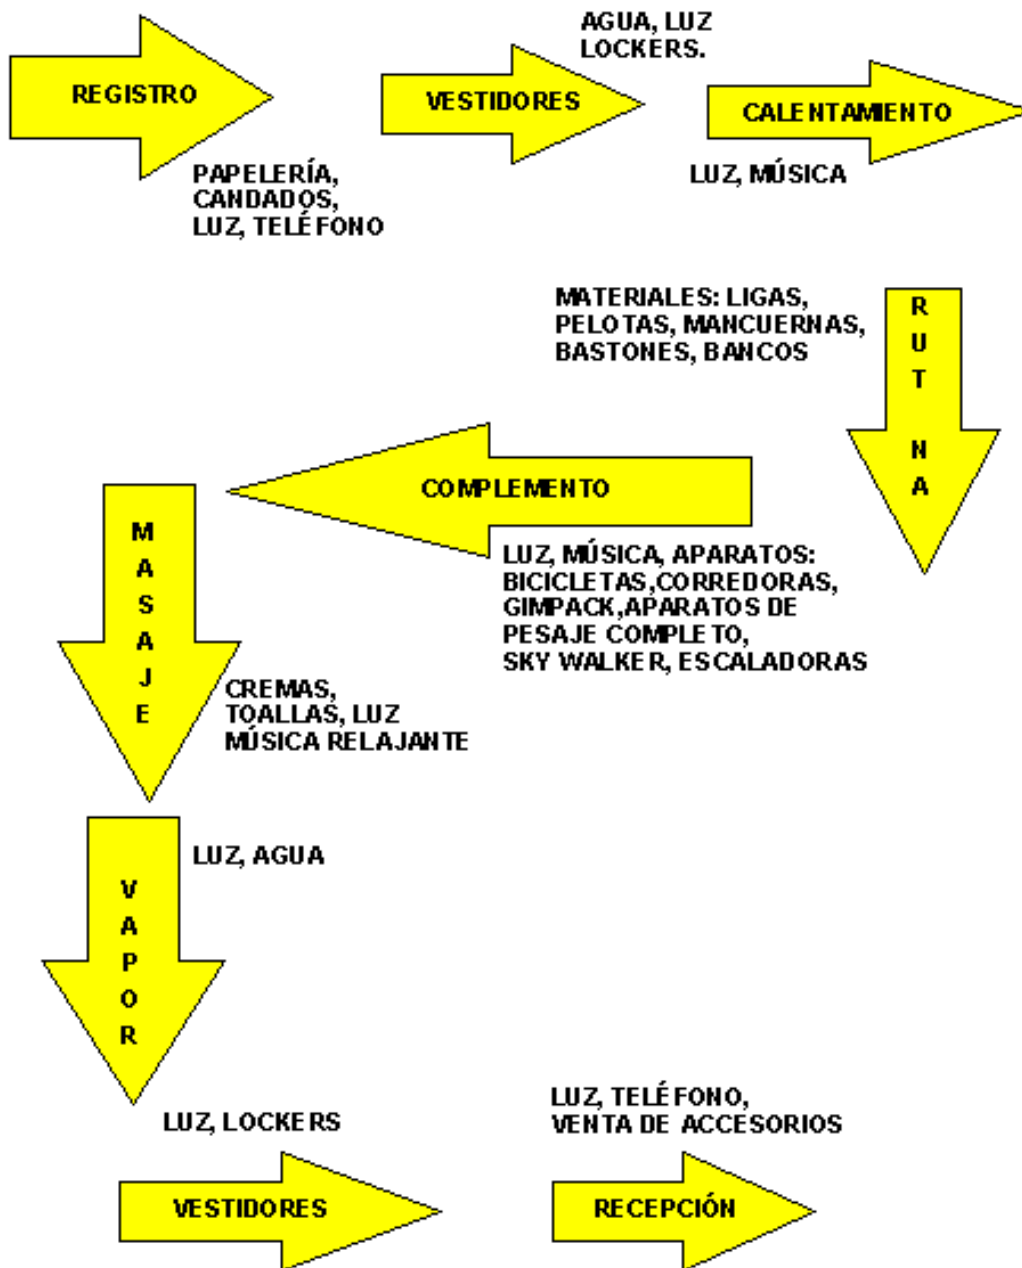 AGUA, LUZ
LOCKERS.
REGISTRO
VESTIDORES
CALENTAMIENTO
PAPELERÍA,
CANDADOS,
LUZ, TELÉFONO
LUZ, MÚSICA
MATERIALES: LIGAS,
PELOTAS, MANCUERNAS,
BASTONES, BANCOS
R
U
T
N
A
COMPLEMENTO
LUZ, MÚSICA, APARATOS:
BICICLETAS,CORREDORAS,
GIMPACK,APARATOS DE
PESAJE COMPLETO,
SKY WALKER, ESCALADORAS
M
A
S
A
J
E
CREMAS,
TOALLAS, LUZ
MÚSICA RELAJANTE
V
A
P
O
R
LUZ, AGUA
LUZ, LOCKERS
LUZ, TELÉFONO,
VENTA DE ACCESORIOS
VESTIDORES
RECEPCIÓN